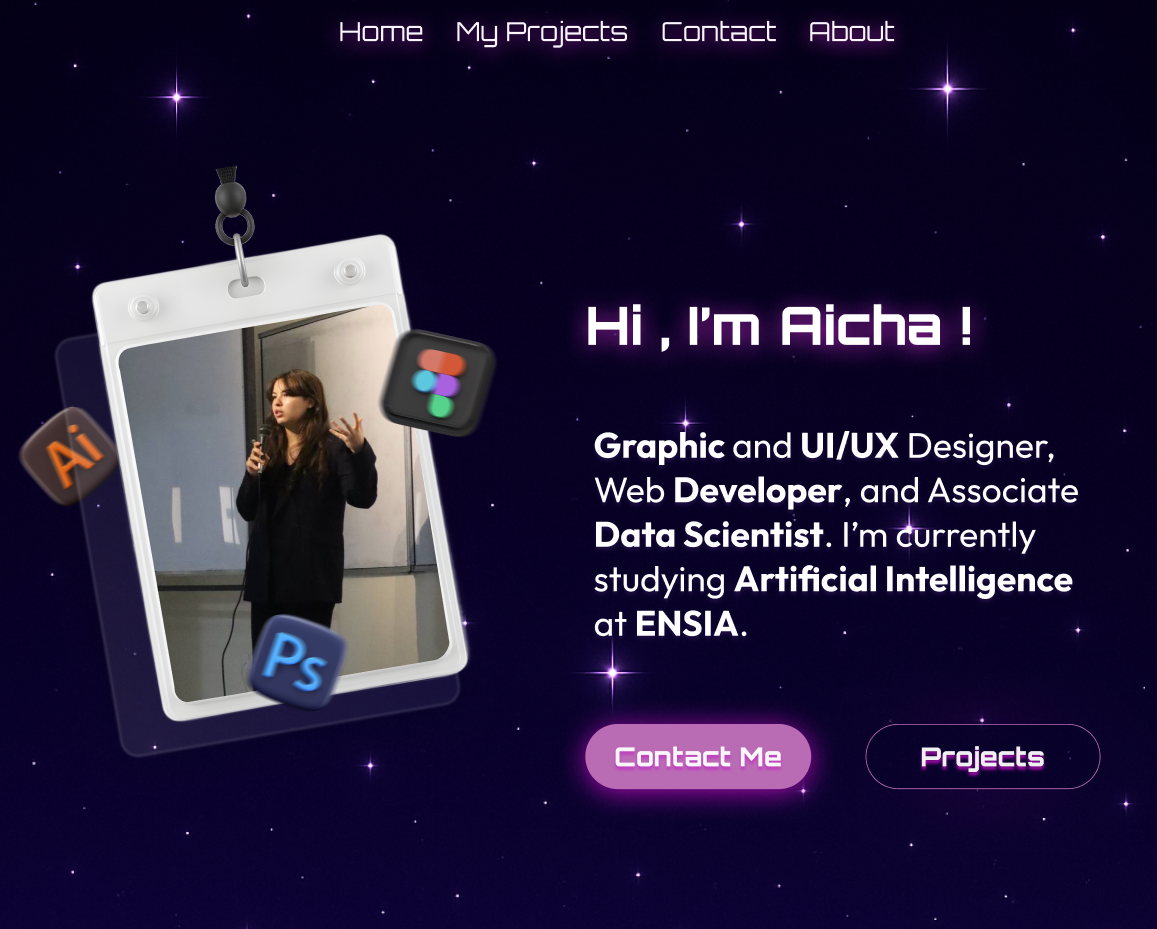 Home My Projects Contact About
Hi , I'm Aicha !
Graphic and UI/UX Designer,
Web Developer, and Associate
Data Scientist. I'm currently
studying Artificial Intelligence
at ENSIA.
Ai
Ps
Contact Me Projects